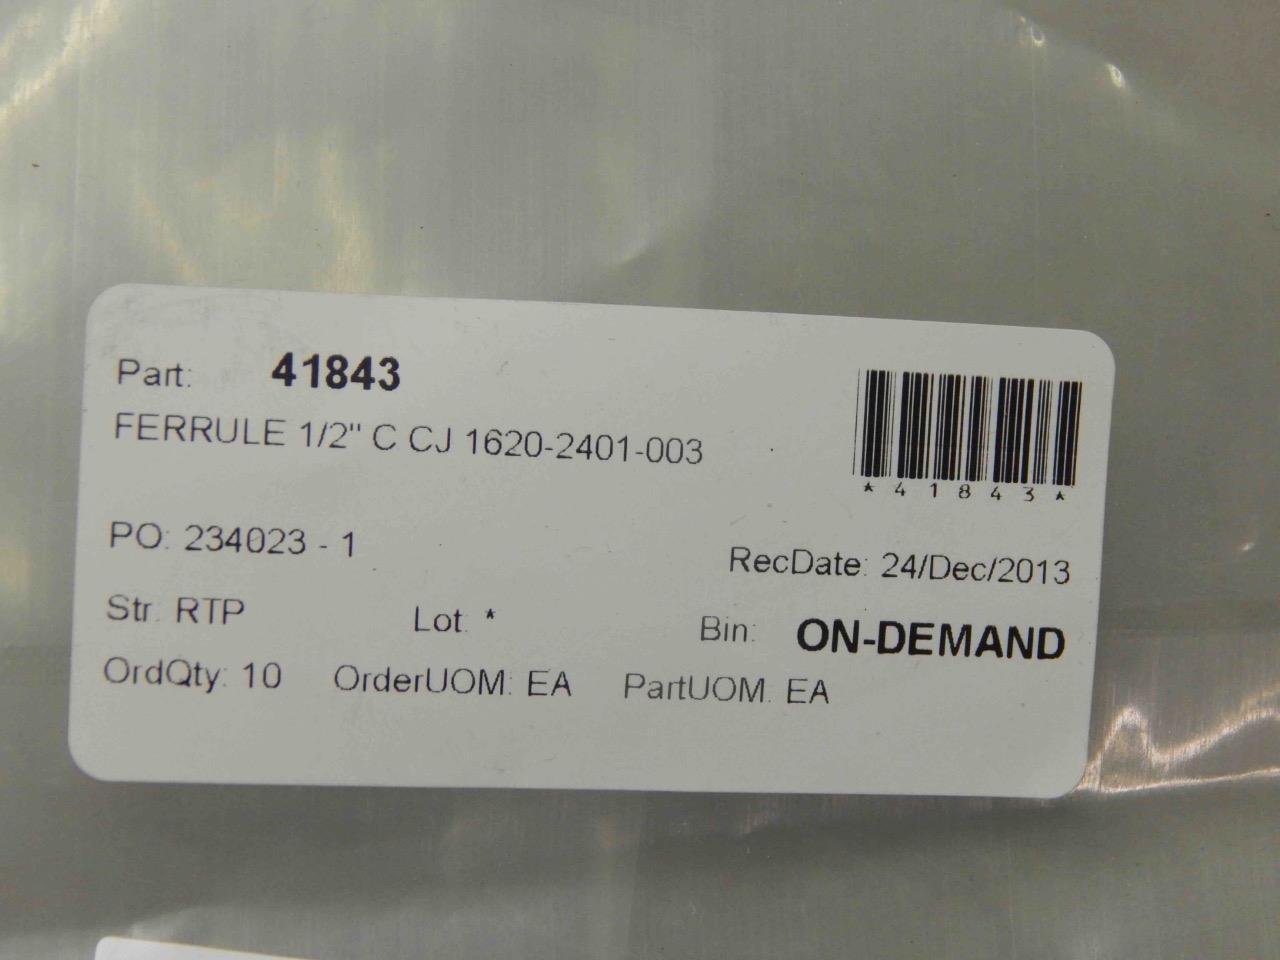 Part: 41843
FERRULE 1/2" C CJ 1620-2401-003
*41843*
PO: 234023 - 1
RecDate: 24/Dec/2013
Str: RTP Lot: * Bin: ON-DEMAND
OrdQty: 10 OrderUOM: EA PartUOM: EA